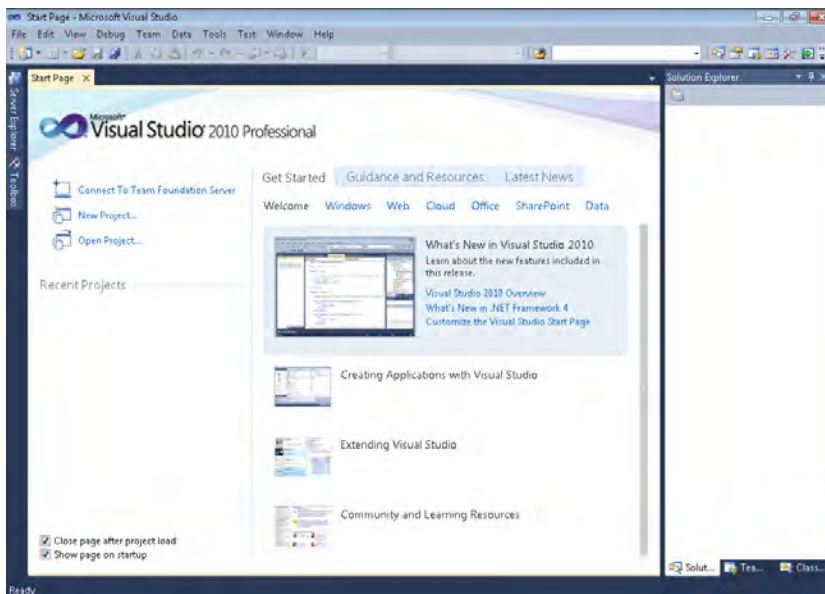 Start Page - Microsoft Visual Studio
File Edit View Debug Team Data Tools Test Window Help
Start Page
Solution Explorer
Server Explorer
Toolbox
Microsoft
Visual Studio 2010 Professional
Connect To Team Foundation Server
New Project...
Open Project...
Recent Projects
Get Started Guidance and Resources Latest News
Welcome Windows Web Cloud Office SharePoint Data
What's New in Visual Studio 2010
Learn about the new features included in
this release.
Visual Studio 2010 Overview
What's New in .NET Framework 4
Customize the Visual Studio Start Page
Creating Applications with Visual Studio
Extending Visual Studio
Community and Learning Resources
Close page after project load
Show page on startup
Solut... Tea... Class...
Ready